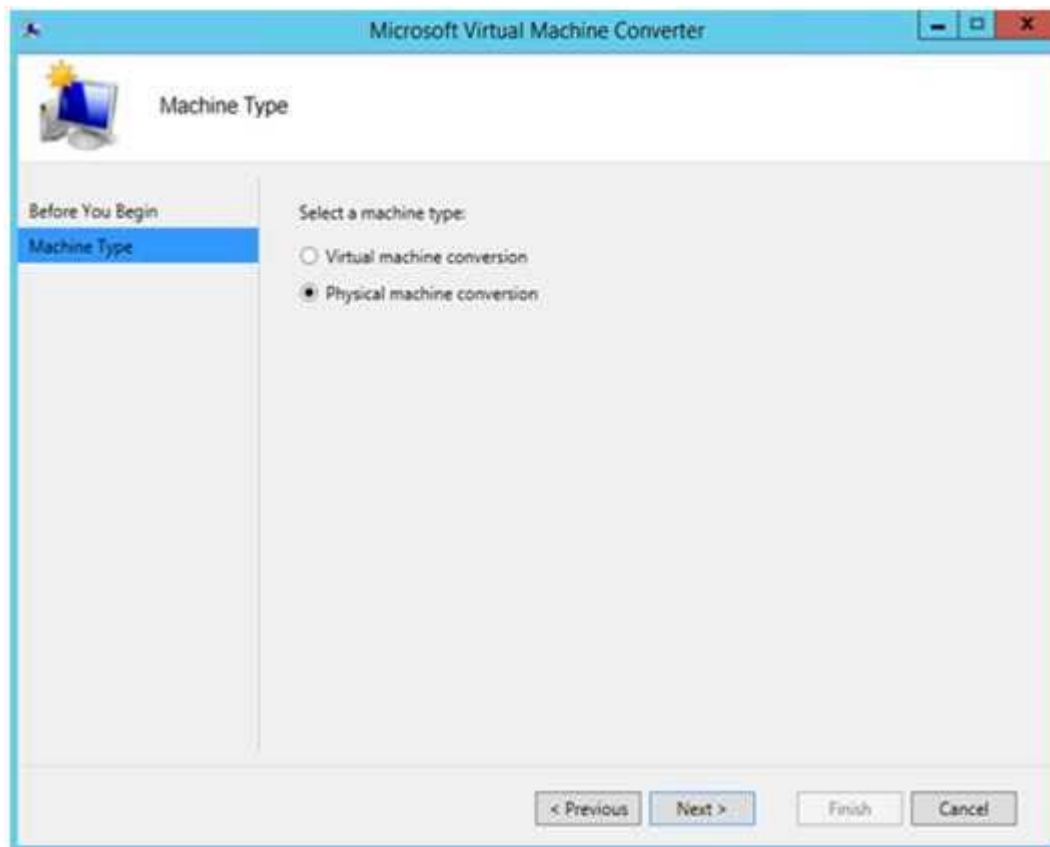 Microsoft Virtual Machine Converter
Machine Type
Before You Begin
Machine Type
Select a machine type:
Virtual machine conversion
Physical machine conversion
< Previous
Next >
Finish
Cancel